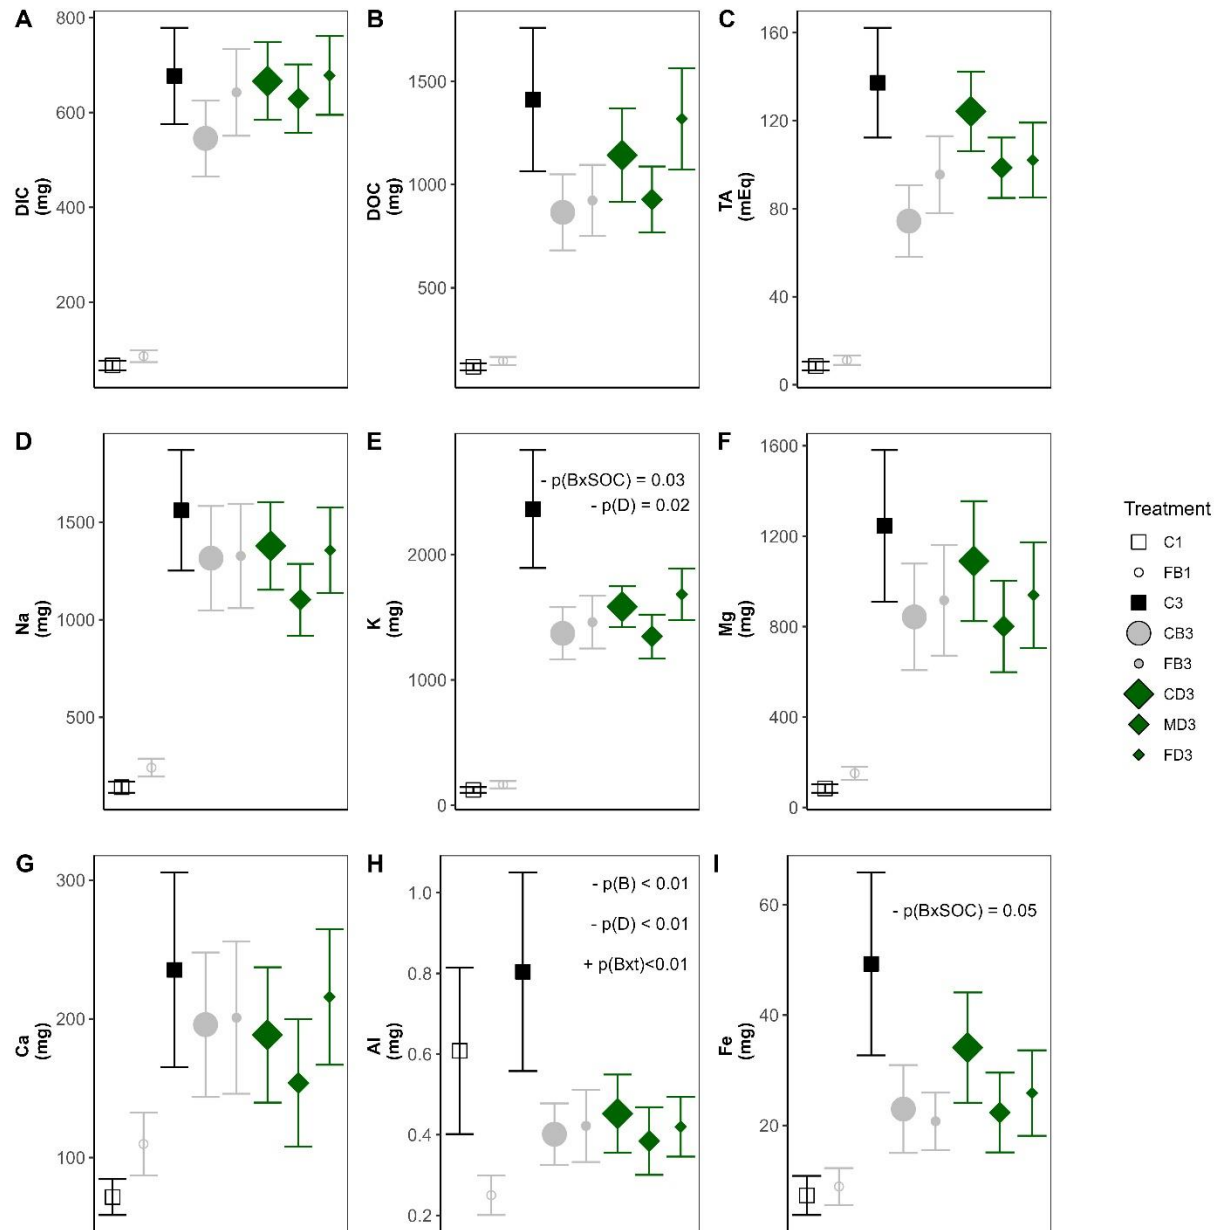 A
DIC
(mg)
800
600
400
200
B
DOC
(mg)
1500
1000
500
C
TA
(mEq)
160
120
80
40
0
D
Na
(mg)
1500
1000
500
E
K
(mg)
2000
1000
0
- p(BxSOC) = 0.03
- p(D) = 0.02
F
Mg
(mg)
1600
1200
800
400
0
Treatment
C1
FB1
C3
CB3
FB3
CD3
MD3
FD3
G
Ca
(mg)
300
200
100
H
Al
(mg)
1.0
0.8
0.6
0.4
0.2
- p(B) < 0.01
- p(D) < 0.01
+ p(Bxt)<0.01
I
Fe
(mg)
60
40
20
- p(BxSOC) = 0.05